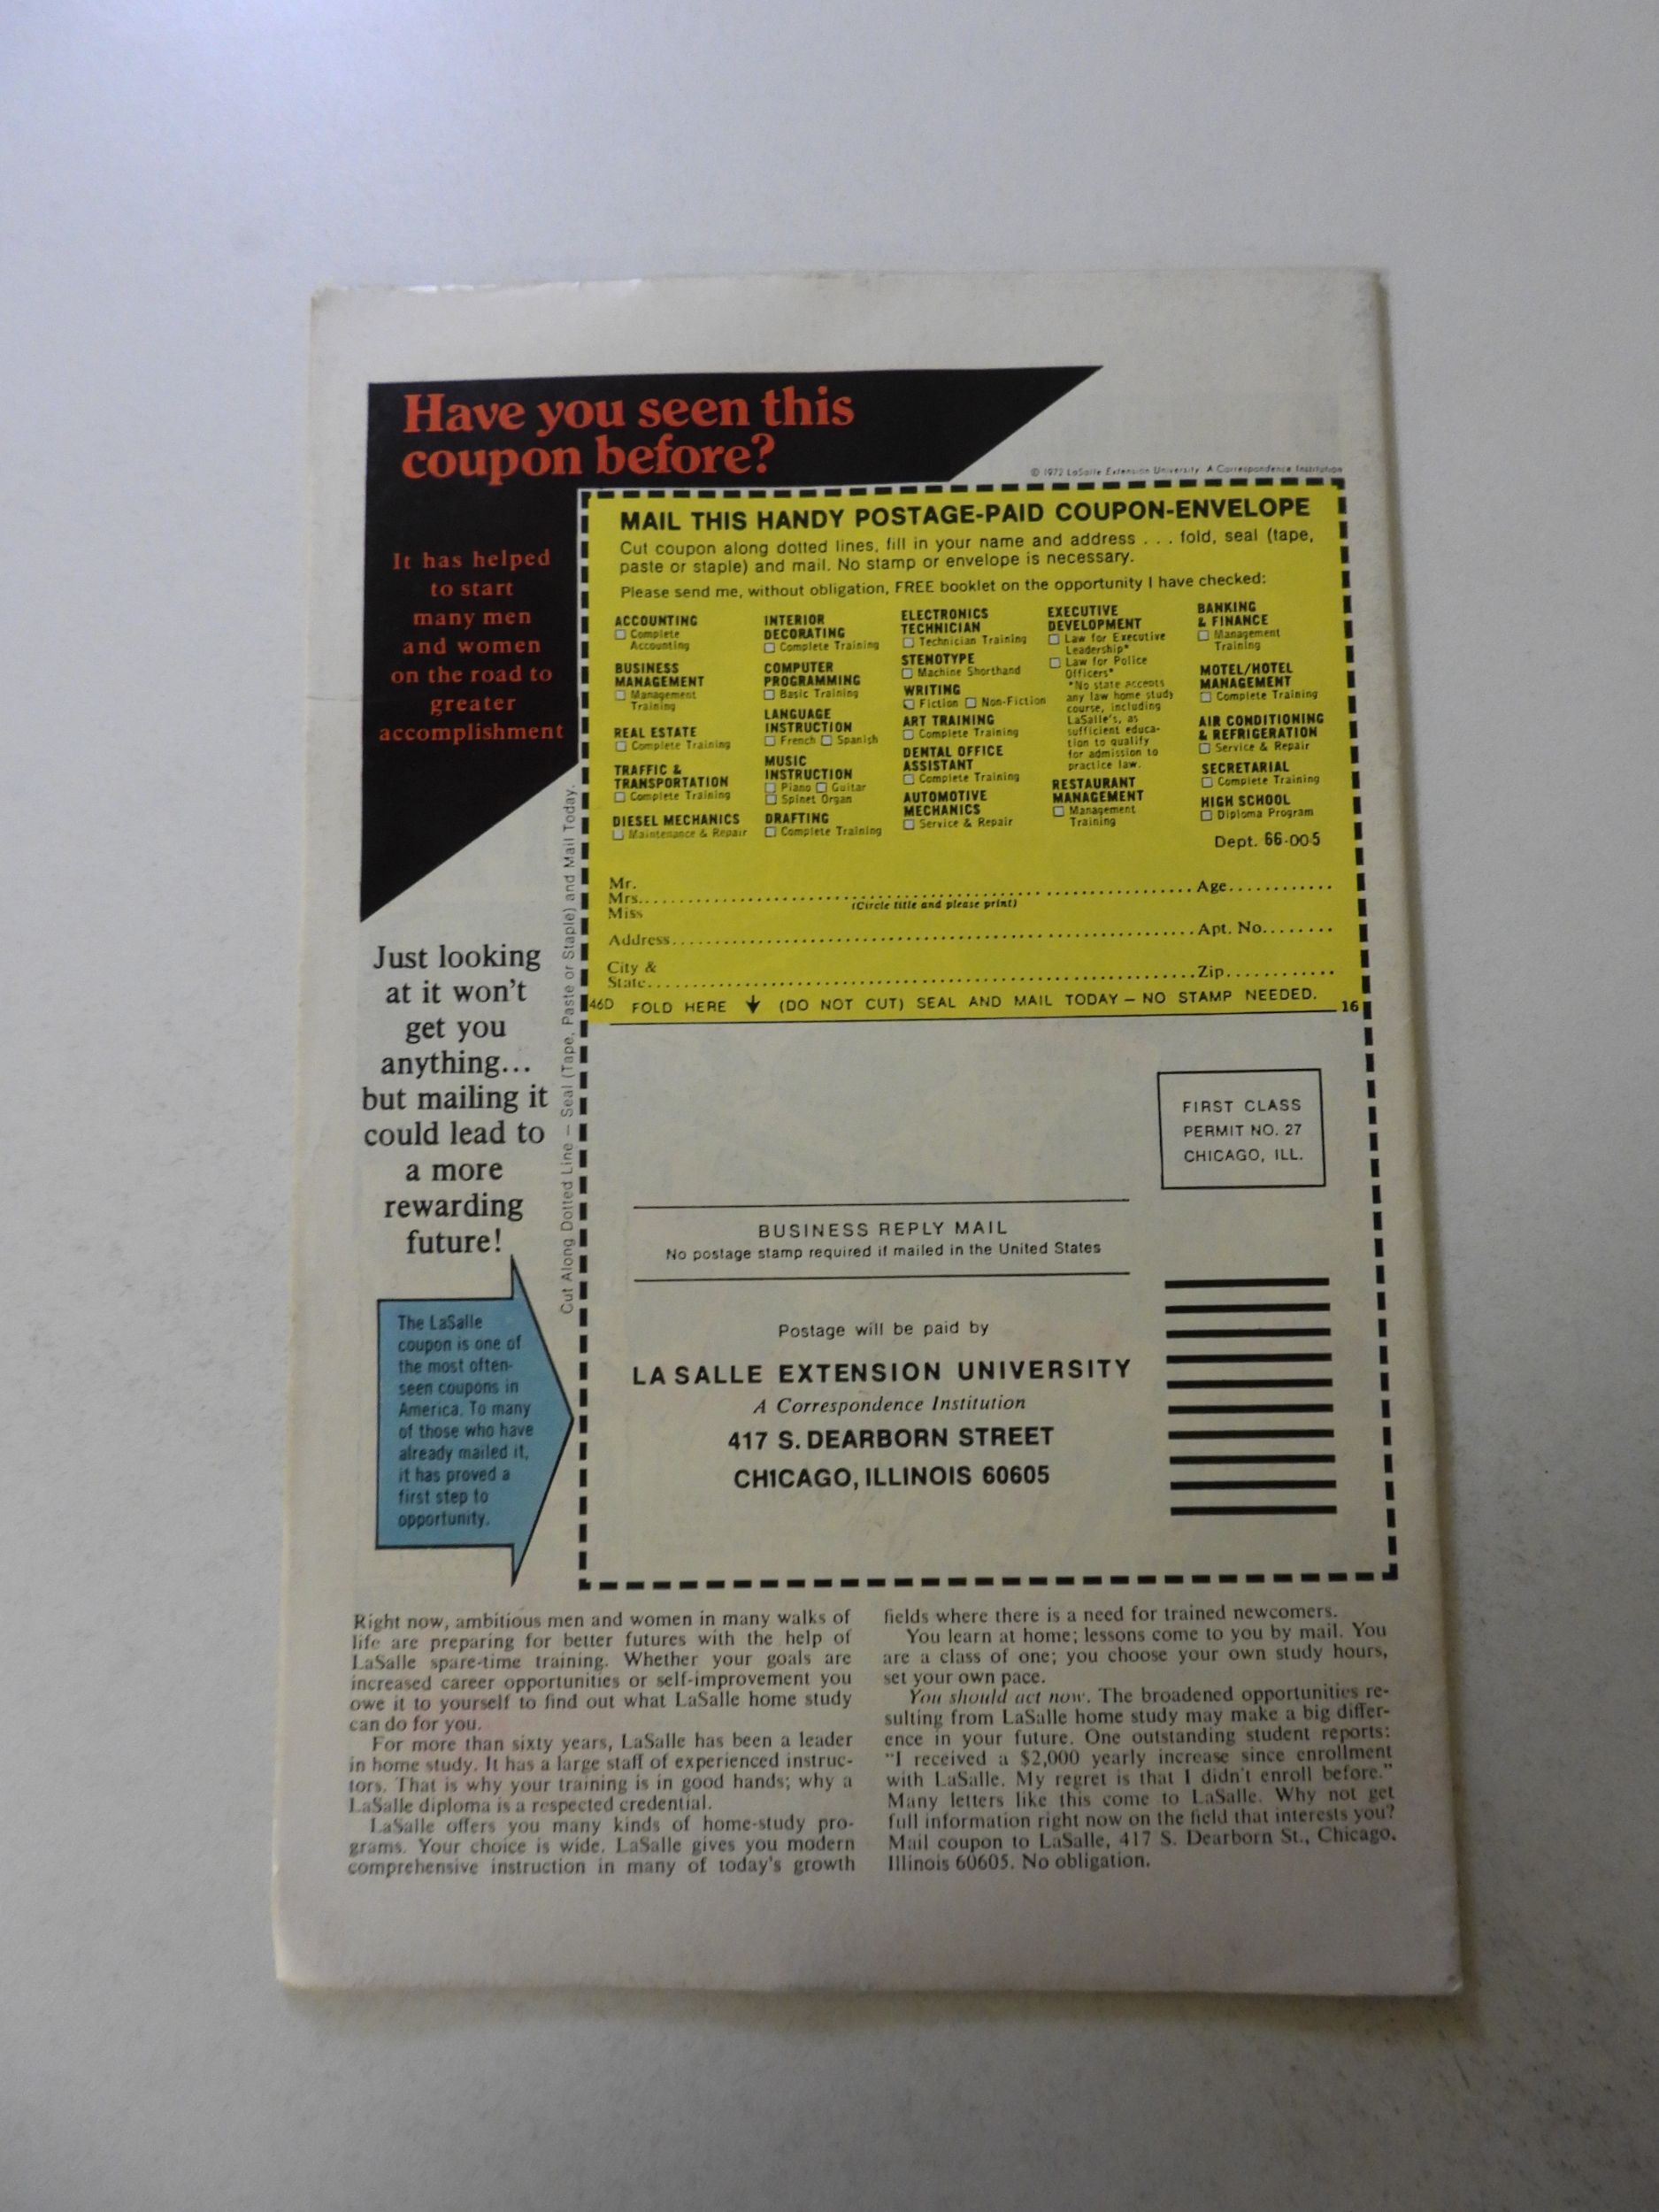 Have you seen this
coupon before?
It has helped
to start
many men
and women
on the road to
greater
accomplishment
© 1972 LaSalle Extension University. A Correspondence Institution
MAIL THIS HANDY POSTAGE-PAID COUPON-ENVELOPE
Cut coupon along dotted lines, fill in your name and address . . . fold, seal (tape,
paste or staple) and mail. No stamp or envelope is necessary.
Please send me, without obligation, FREE booklet on the opportunity I have checked:
ACCOUNTING
☐ Complete
Accounting
BUSINESS
MANAGEMENT
☐ Management
Training
REAL ESTATE
☐ Complete Training
TRAFFIC &
TRANSPORTATION
☐ Complete Training
DIESEL MECHANICS
☐ Maintenance & Repair
INTERIOR
DECORATING
☐ Complete Training
COMPUTER
PROGRAMMING
☐ Basic Training
LANGUAGE
INSTRUCTION
☐ French ☐ Spanish
MUSIC
INSTRUCTION
☐ Piano ☐ Guitar
☐ Spinet Organ
DRAFTING
☐ Complete Training
ELECTRONICS
TECHNICIAN
☐ Technician Training
STENOTYPE
☐ Machine Shorthand
WRITING
☐ Fiction ☐ Non-Fiction
ART TRAINING
☐ Complete Training
DENTAL OFFICE
ASSISTANT
☐ Complete Training
AUTOMOTIVE
MECHANICS
☐ Service & Repair
EXECUTIVE
DEVELOPMENT
☐ Law for Executive
Leadership*
☐ Law for Police
Officers*
*No state accepts
any law home study
course, including
LaSalle's, as
sufficient educa-
tion to qualify
for admission to
practice law.
RESTAURANT
MANAGEMENT
☐ Management
Training
BANKING
& FINANCE
☐ Management
Training
MOTEL/HOTEL
MANAGEMENT
☐ Complete Training
AIR CONDITIONING
& REFRIGERATION
☐ Service & Repair
SECRETARIAL
☐ Complete Training
HIGH SCHOOL
☐ Diploma Program
Dept. 66-005
Mr.
Mrs. Age
Miss
(Circle title and please print)
Address Apt. No.
City &
State Zip
46D FOLD HERE ↓ (DO NOT CUT) SEAL AND MAIL TODAY – NO STAMP NEEDED. 16
Cut Along Dotted Line – Seal (Tape, Paste or Staple) and Mail Today.
Just looking
at it won't
get you
anything...
but mailing it
could lead to
a more
rewarding
future!
The LaSalle
coupon is one of
the most often-
seen coupons in
America. To many
of those who have
already mailed it,
it has proved a
first step to
opportunity.
FIRST CLASS
PERMIT NO. 27
CHICAGO, ILL.
BUSINESS REPLY MAIL
No postage stamp required if mailed in the United States
Postage will be paid by
LA SALLE EXTENSION UNIVERSITY
A Correspondence Institution
417 S. DEARBORN STREET
CHICAGO, ILLINOIS 60605
Right now, ambitious men and women in many walks of
life are preparing for better futures with the help of
LaSalle spare-time training. Whether your goals are
increased career opportunities or self-improvement you
owe it to yourself to find out what LaSalle home study
can do for you.
For more than sixty years, LaSalle has been a leader
in home study. It has a large staff of experienced instruc-
tors. That is why your training is in good hands; why a
LaSalle diploma is a respected credential.
LaSalle offers you many kinds of home-study pro-
grams. Your choice is wide. LaSalle gives you modern
comprehensive instruction in many of today's growth
fields where there is a need for trained newcomers.
You learn at home; lessons come to you by mail. You
are a class of one; you choose your own study hours,
set your own pace.
You should act now. The broadened opportunities re-
sulting from LaSalle home study may make a big differ-
ence in your future. One outstanding student reports:
"I received a $2,000 yearly increase since enrollment
with LaSalle. My regret is that I didn't enroll before."
Many letters like this come to LaSalle. Why not get
full information right now on the field that interests you?
Mail coupon to LaSalle, 417 S. Dearborn St., Chicago,
Illinois 60605. No obligation.